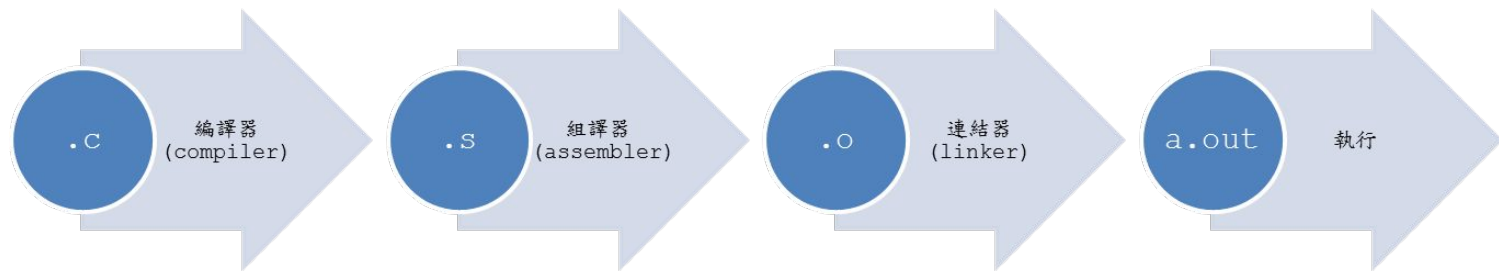 .c
編譯器
(compiler)
.s
組譯器
(assembler)
.o
連結器
(linker)
a.out
執行